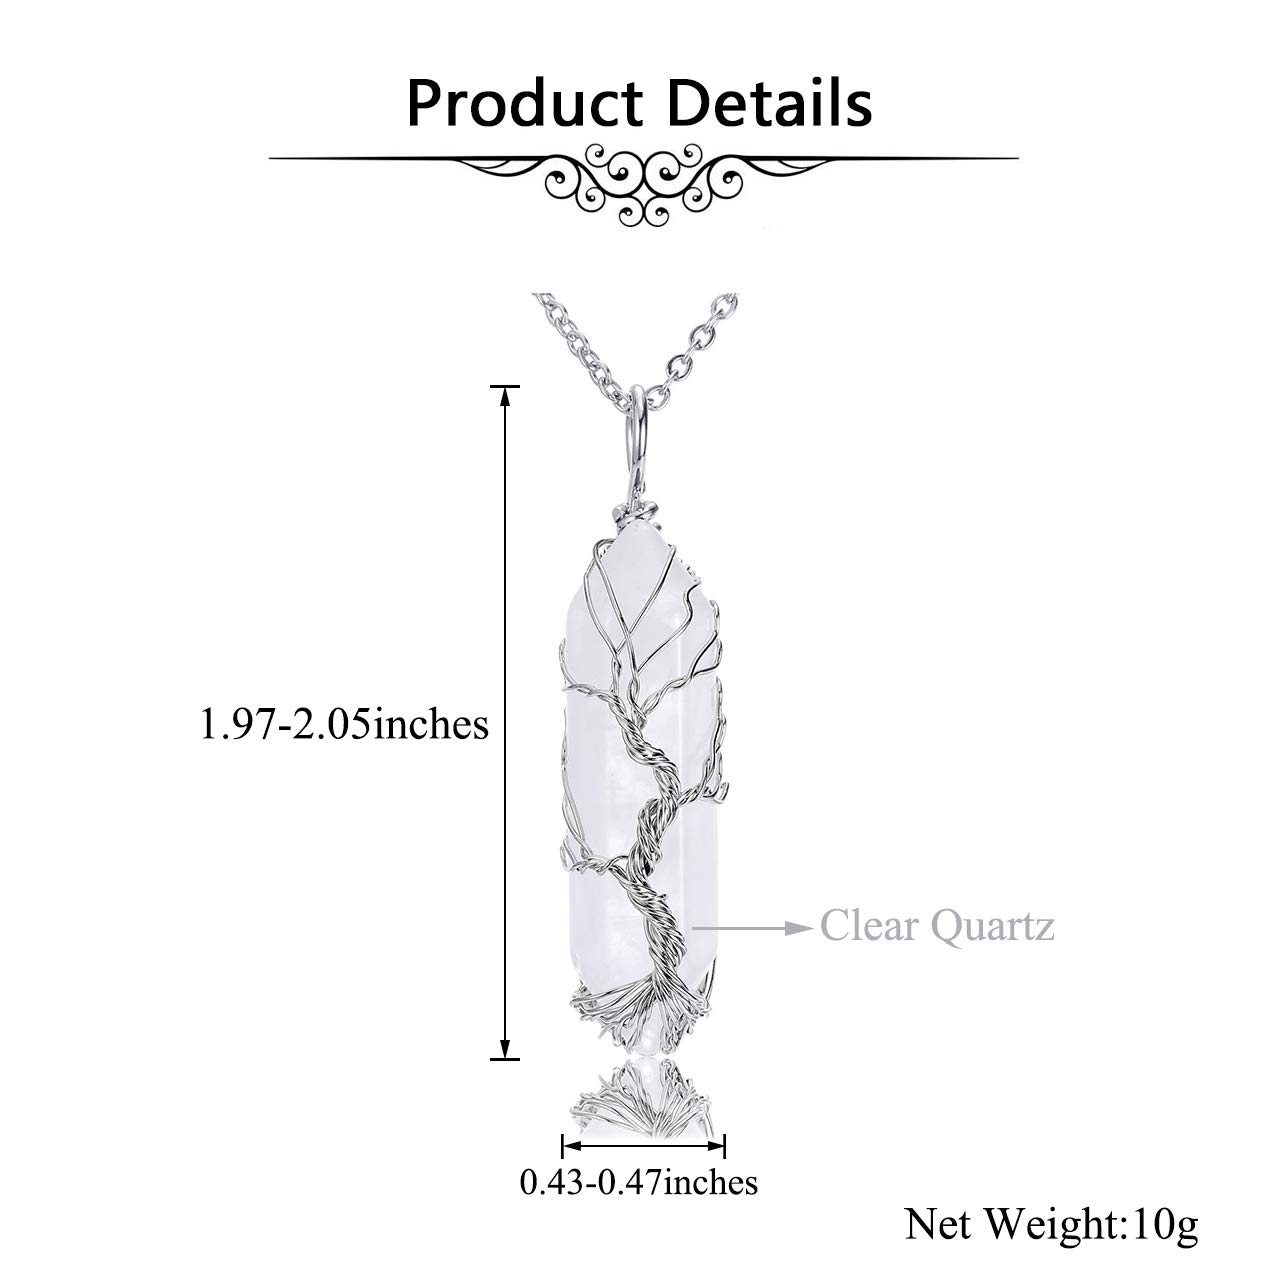 Product Details
1.97-2.05inches
Clear Quartz
0.43-0.47inches
Net Weight:10g